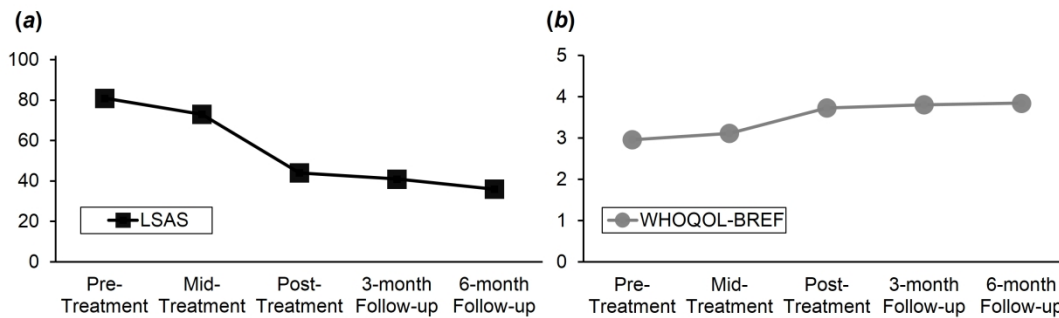 (a)
100
80
60
40
20
0
LSAS
Pre-Treatment
Mid-Treatment
Post-Treatment
3-month Follow-up
6-month Follow-up
(b)
5
4
3
2
1
0
WHOQOL-BREF
Pre-Treatment
Mid-Treatment
Post-Treatment
3-month Follow-up
6-month Follow-up